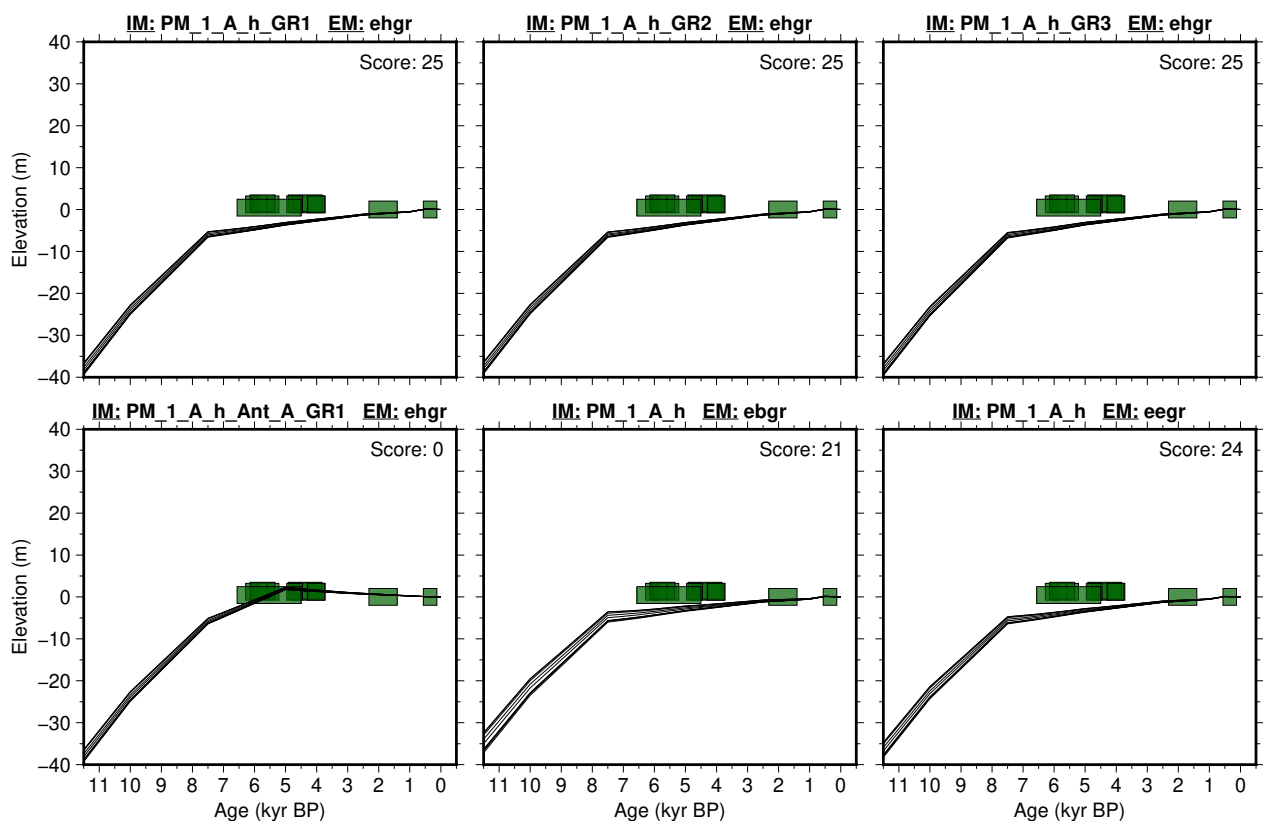 IM: PM_1_A_h_GR1 EM: ehgr
IM: PM_1_A_h_GR2 EM: ehgr
IM: PM_1_A_h_GR3 EM: ehgr
40
30
20
10
0
−10
−20
−30
−40
Elevation (m)
Score: 25
Score: 25
Score: 25
IM: PM_1_A_h_Ant_A_GR1 EM: ehgr
IM: PM_1_A_h EM: ebgr
IM: PM_1_A_h EM: eegr
40
30
20
10
0
−10
−20
−30
−40
Elevation (m)
Score: 0
Score: 21
Score: 24
11 10 9 8 7 6 5 4 3 2 1 0
11 10 9 8 7 6 5 4 3 2 1 0
11 10 9 8 7 6 5 4 3 2 1 0
Age (kyr BP)
Age (kyr BP)
Age (kyr BP)